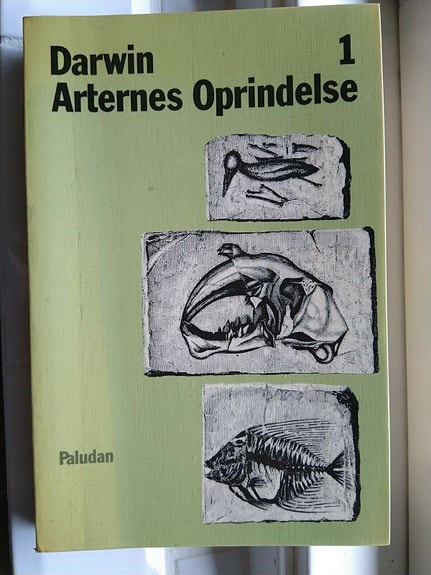 Darwin 1
Arternes Oprindelse
Paludan